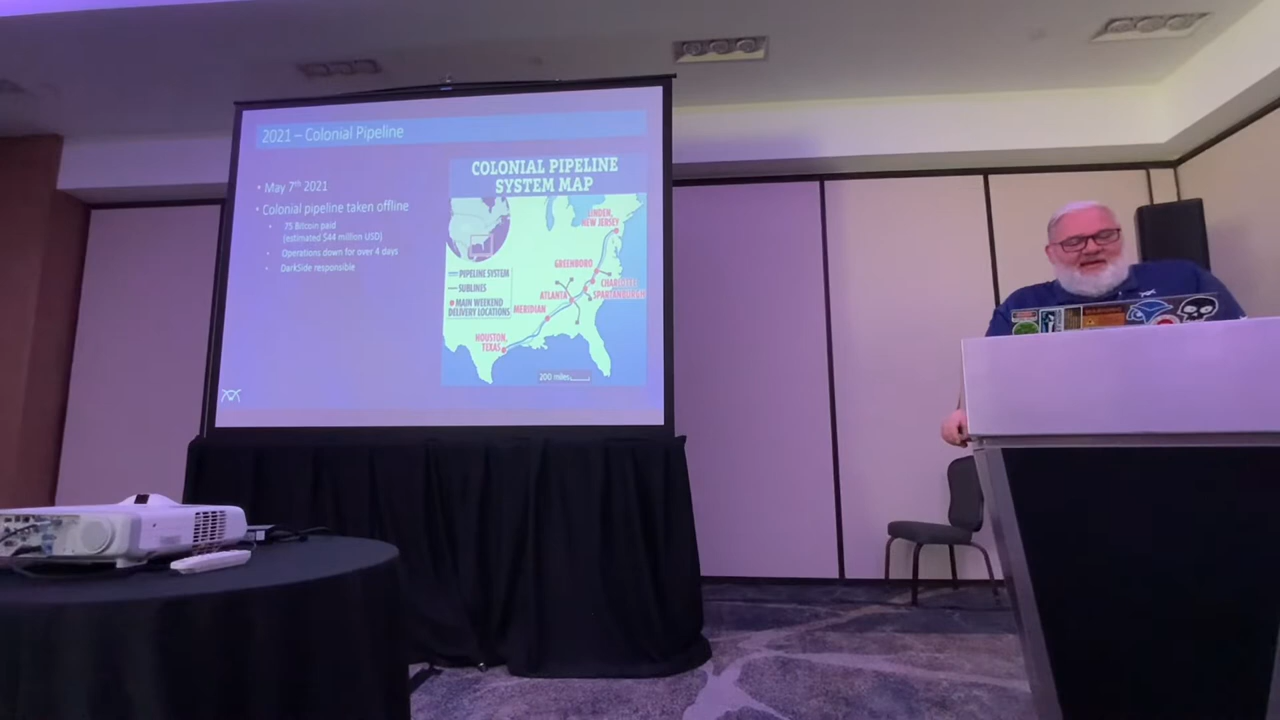 2021 – Colonial Pipeline
• May 7th 2021
• Colonial pipeline taken offline
• 75 Bitcoin paid
(estimated $44 million USD)
• Operations down for over 4 days
• DarkSide responsible
COLONIAL PIPELINE
SYSTEM MAP
LINDEN,
NEW JERSEY
GREENBORO
CHARLOTTE
SPARTANBURGH
ATLANTA
MERIDIAN
HOUSTON,
TEXAS
PIPELINE SYSTEM
SUBLINES
MAIN WEEKEND
DELIVERY LOCATIONS
200 miles